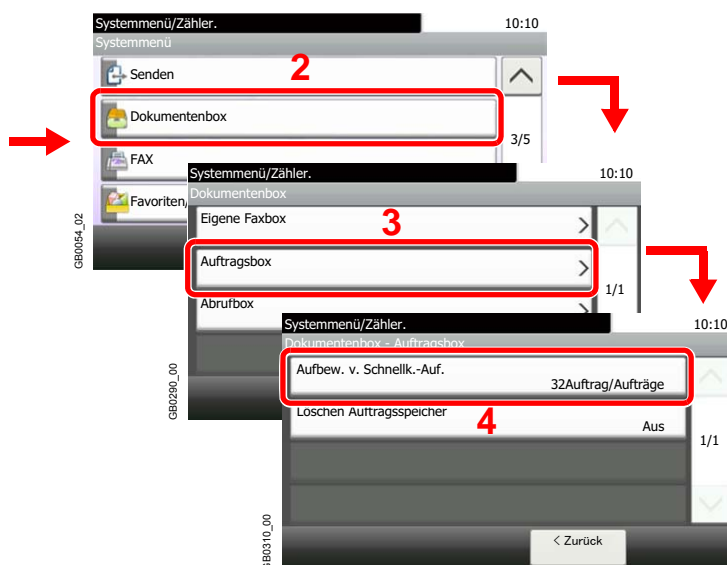 Systemmenü/Zähler. 10:10
Systemmenü
Senden
2
Dokumentenbox
3/5
FAX
Favoriten/
GB0054_02
Systemmenü/Zähler. 10:10
Dokumentenbox
Eigene Faxbox
3
Auftragsbox
1/1
Abrufbox
GB0290_00
Systemmenü/Zähler. 10:10
Dokumentenbox - Auftragsbox
Aufbew. v. Schnellk.-Auf.
32Auftrag/Aufträge
Löschen Auftragsspeicher
4
Aus
1/1
GB0310_00
< Zurück